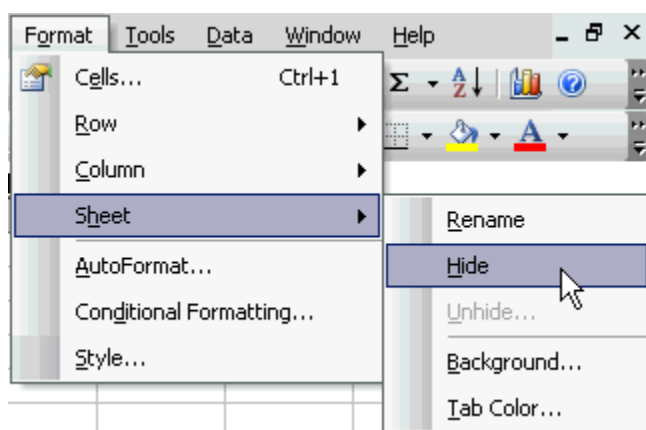 Format Tools Data Window Help
Cells... Ctrl+1
Row
Column
Sheet
AutoFormat...
Conditional Formatting...
Style...
Rename
Hide
Unhide...
Background...
Tab Color...
Σ A Z
? A